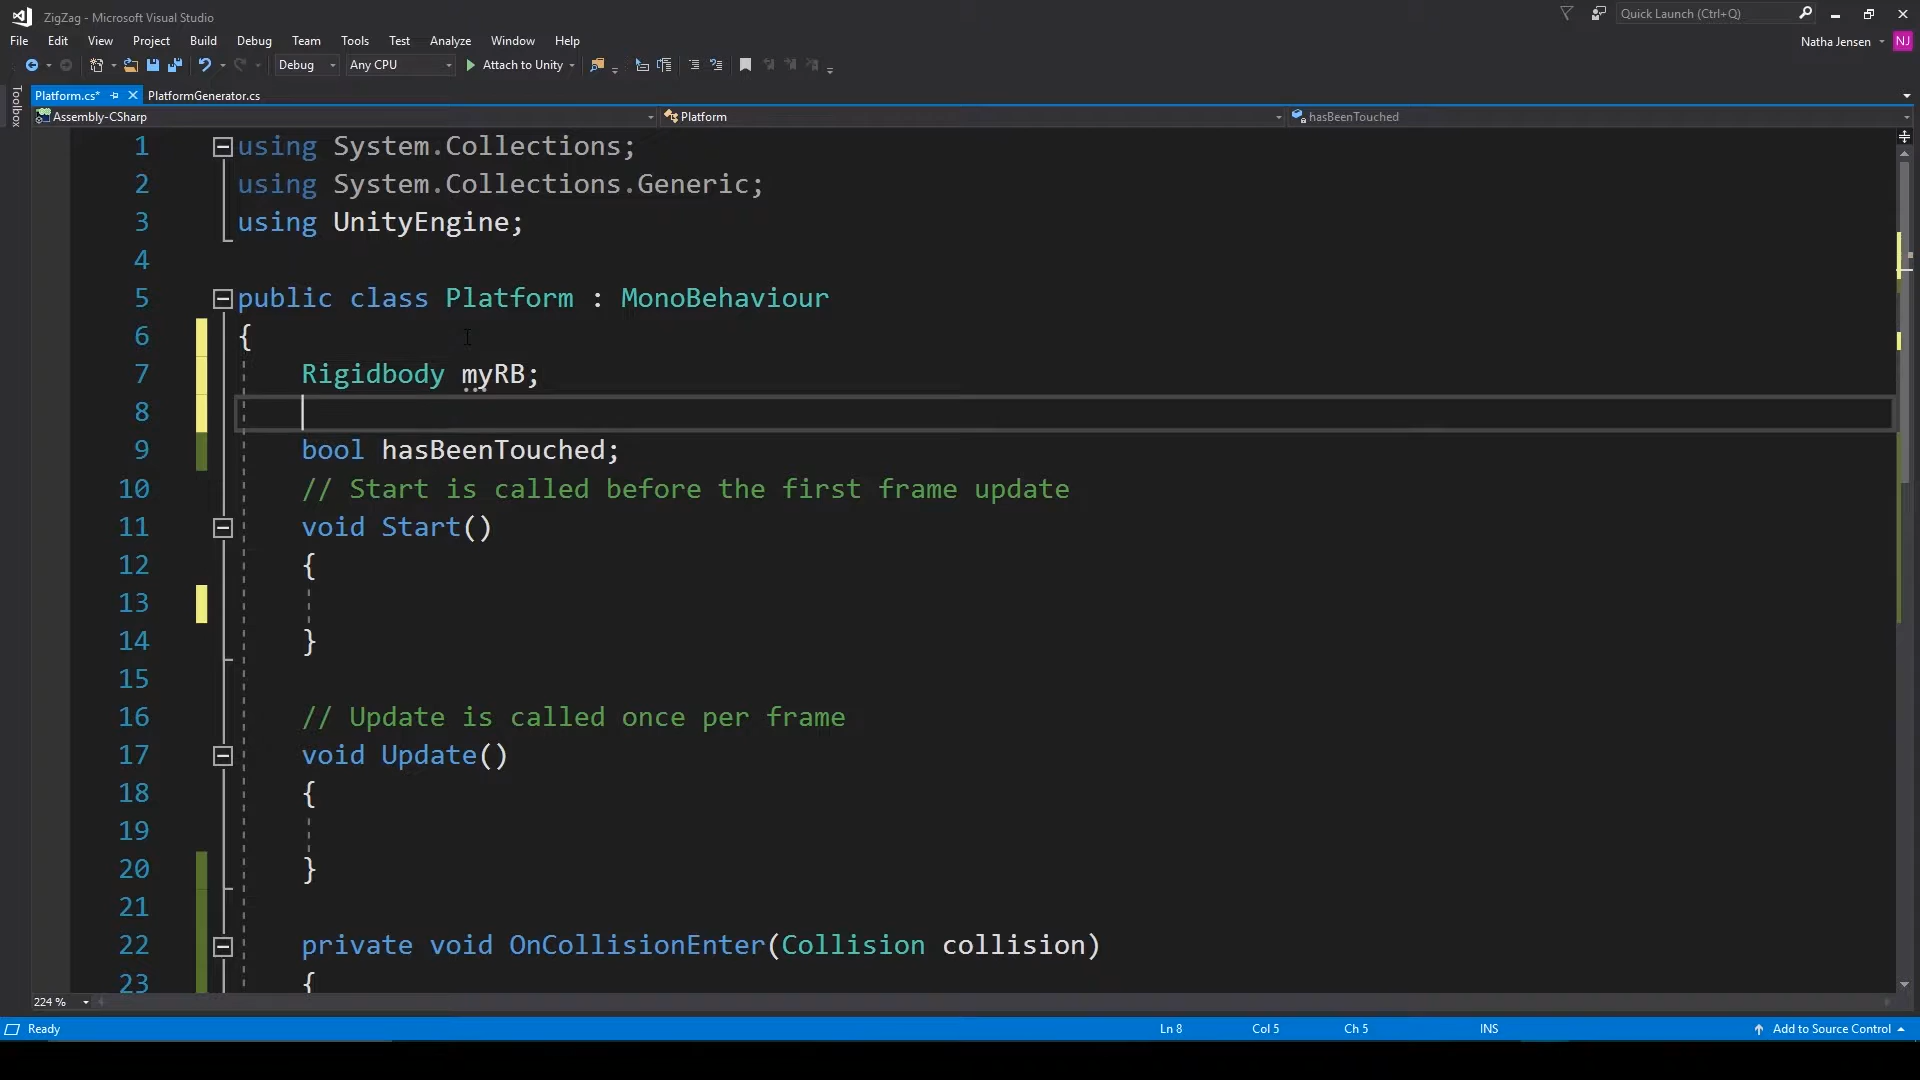 ZigZag - Microsoft Visual Studio
Quick Launch (Ctrl+Q)
File Edit View Project Build Debug Team Tools Test Analyze Window Help
Natha Jensen NJ
Debug Any CPU Attach to Unity
Toolbox
Platform.cs* PlatformGenerator.cs
Assembly-CSharp Platform hasBeenTouched
1 using System.Collections;
2 using System.Collections.Generic;
3 using UnityEngine;
4
5 public class Platform : MonoBehaviour
6 {
7 Rigidbody myRB;
8
9 bool hasBeenTouched;
10 // Start is called before the first frame update
11 void Start()
12 {
13
14 }
15
16 // Update is called once per frame
17 void Update()
18 {
19
20 }
21
22 private void OnCollisionEnter(Collision collision)
23 {
224 %
Ready Ln 8 Col 5 Ch 5 INS Add to Source Control